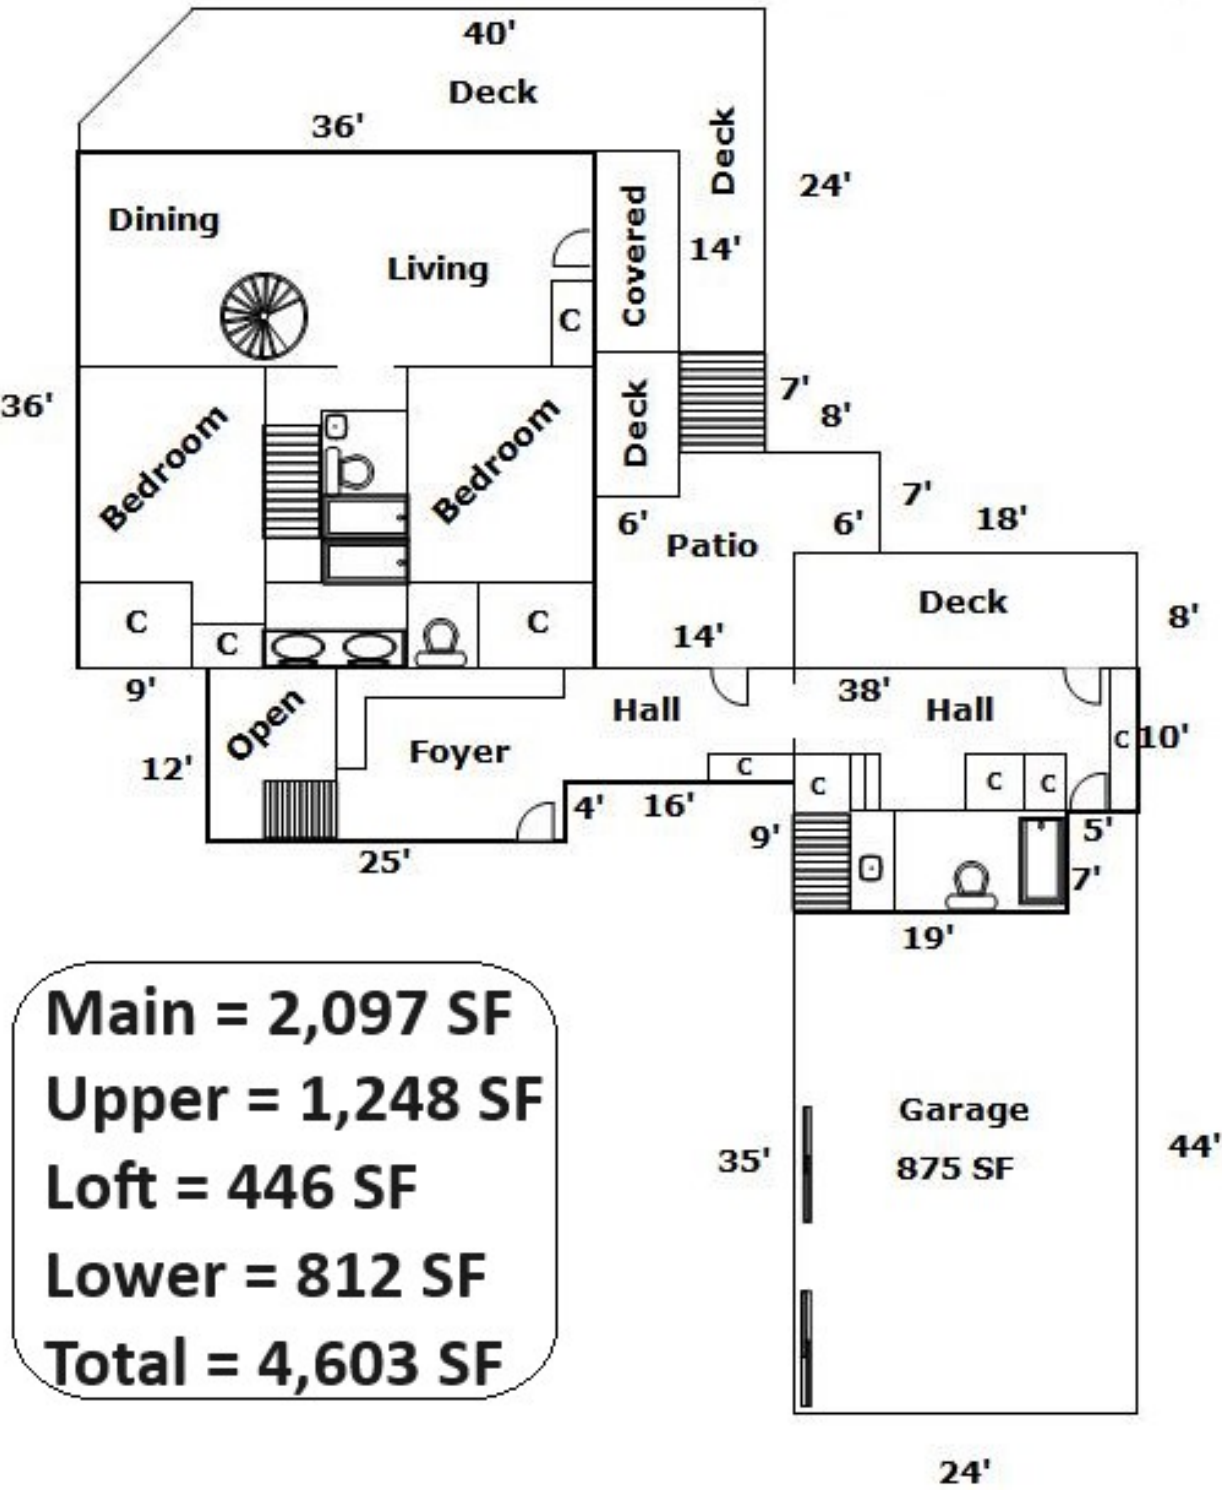 40'
Deck
36'
Deck
24'
Dining
Covered
14'
Living
C
36'
Bedroom
Bedroom
Deck
7'
8'
7'
6'
6'
18'
Patio
Deck
C
C
C
14'
8'
9'
Open
Hall
38'
Hall
12'
Foyer
C
C
C
C
C
10'
4'
16'
9'
5'
25'
7'
19'
Main = 2,097 SF
Upper = 1,248 SF
Loft = 446 SF
Lower = 812 SF
Total = 4,603 SF
Garage
875 SF
35'
44'
24'